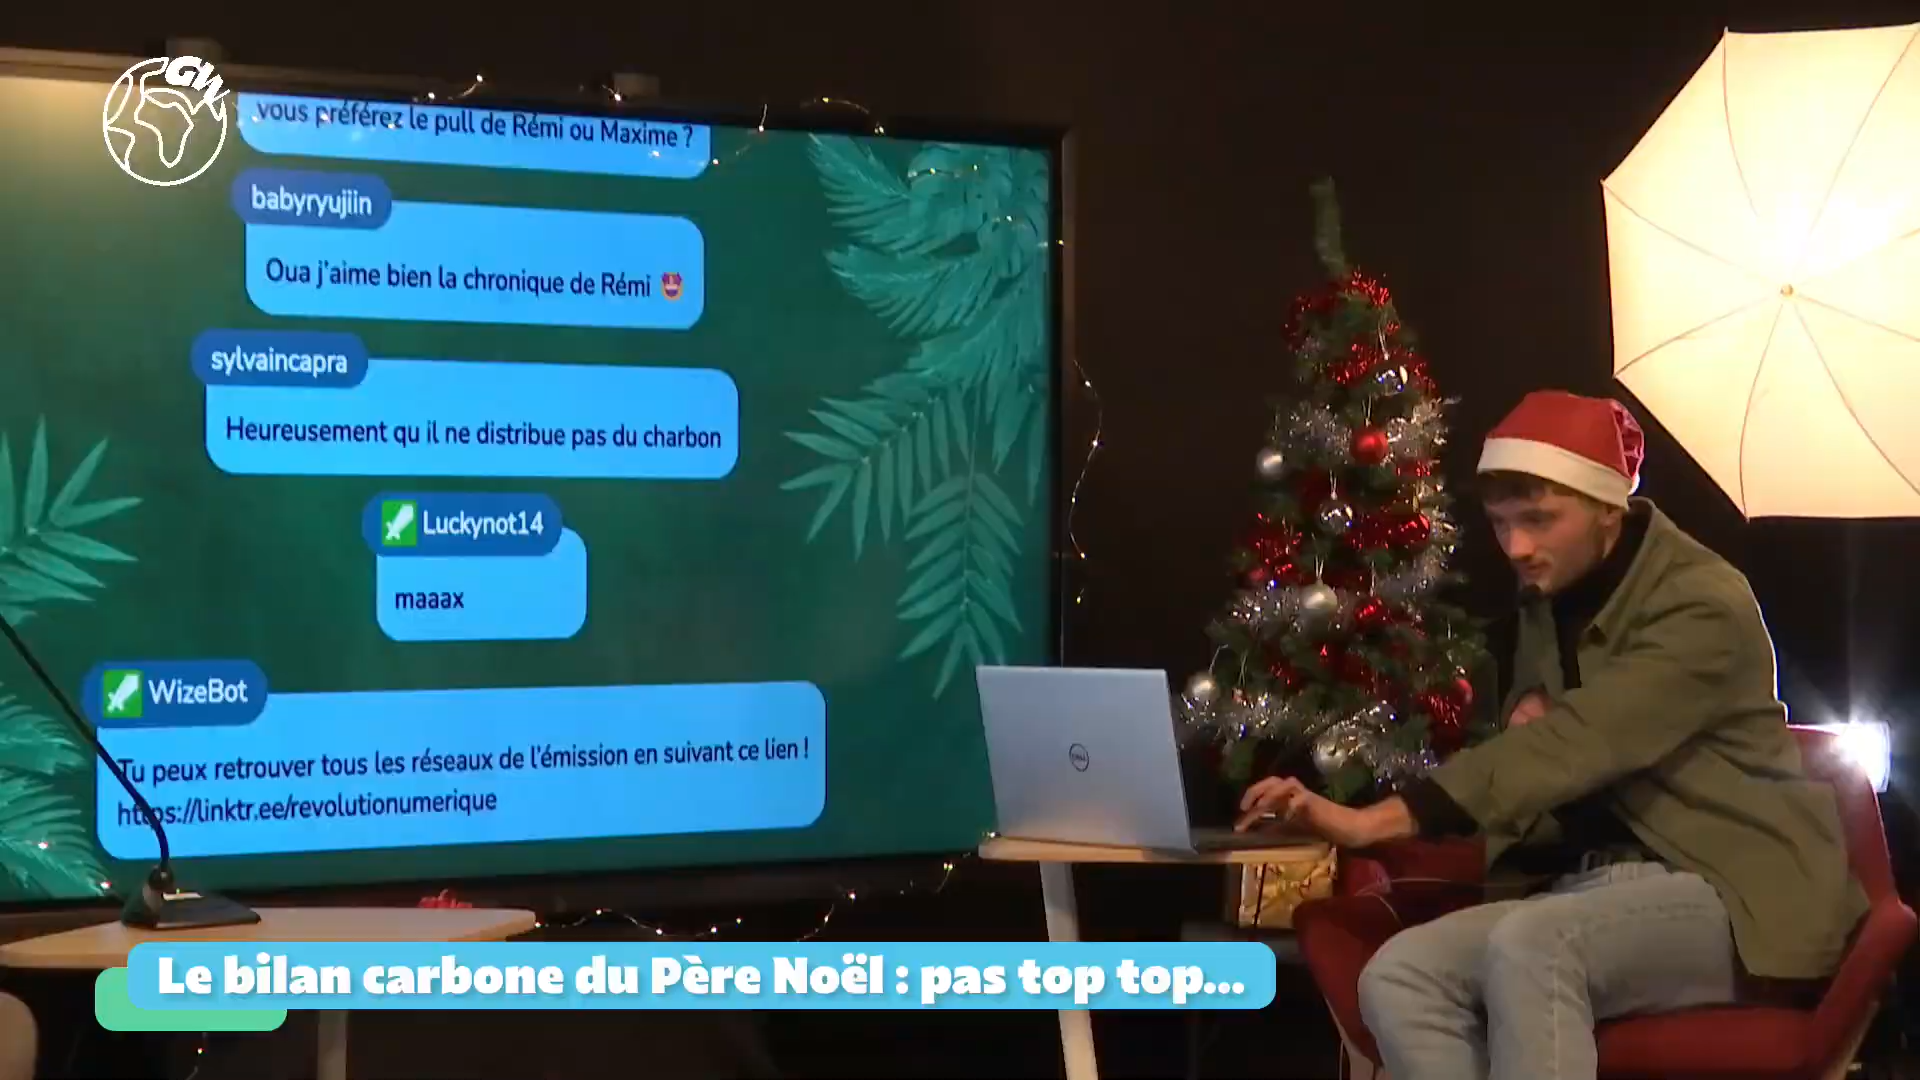 GW
vous préférez le pull de Rémi ou Maxime ?
babyryujiin
Oua j'aime bien la chronique de Rémi
sylvaincapra
Heureusement qu il ne distribue pas du charbon
Luckynot14
maaax
WizeBot
Tu peux retrouver tous les réseaux de l'émission en suivant ce lien !
https://linktr.ee/revolutionumerique
DELL
Le bilan carbone du Père Noël : pas top top...